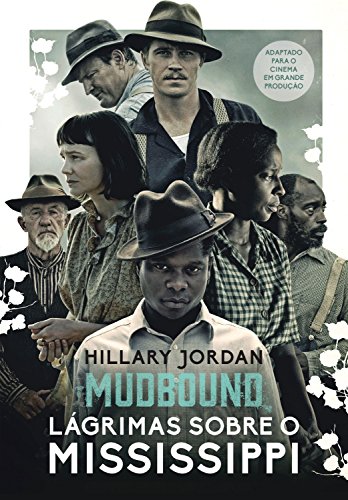 ADAPTADO
PARA O
CINEMA
EM GRANDE
PRODUÇÃO
HILLARY JORDAN
MUDBOUND
LÁGRIMAS SOBRE O
MISSISSIPPI